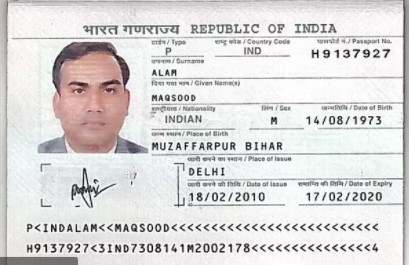 भारत गणराज्य REPUBLIC OF INDIA
टाईप / Type राष्ट्र कोड / Country Code पासपोर्ट नं. / Passport No.
P IND H9137927
उपनाम / Surname
ALAM
दिया गया नाम / Given Name(s)
MAQSOOD
राष्ट्रीयता / Nationality लिंग / Sex जन्मतिथि / Date of Birth
INDIAN M 14/08/1973
जन्म स्थान / Place of Birth
MUZAFFARPUR BIHAR
जारी करने का स्थान / Place of Issue
DELHI
जारी करने की तिथि / Date of Issue समाप्ति की तिथि / Date of Expiry
18/02/2010 17/02/2020
P<INDALAM<<MAQSOOD<<<<<<<<<<<<<<<<<<<<<<<<<<
H9137927<3IND7308141M2002178<<<<<<<<<<<<<<<4